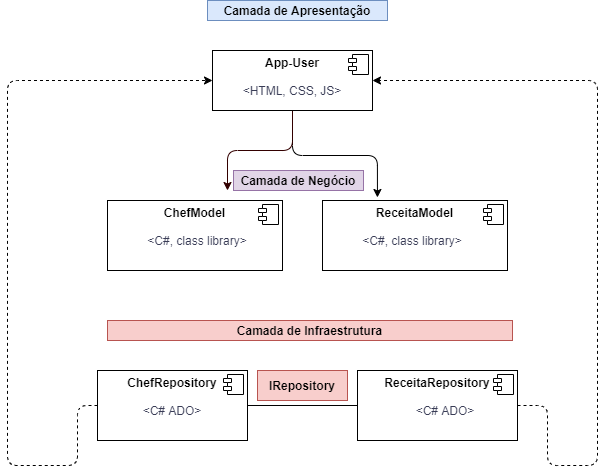 Camada de Apresentação
App-User
<HTML, CSS, JS>
Camada de Negócio
ChefModel
<C#, class library>
ReceitaModel
<C#, class library>
Camada de Infraestrutura
ChefRepository
<C# ADO>
IRepository
ReceitaRepository
<C# ADO>